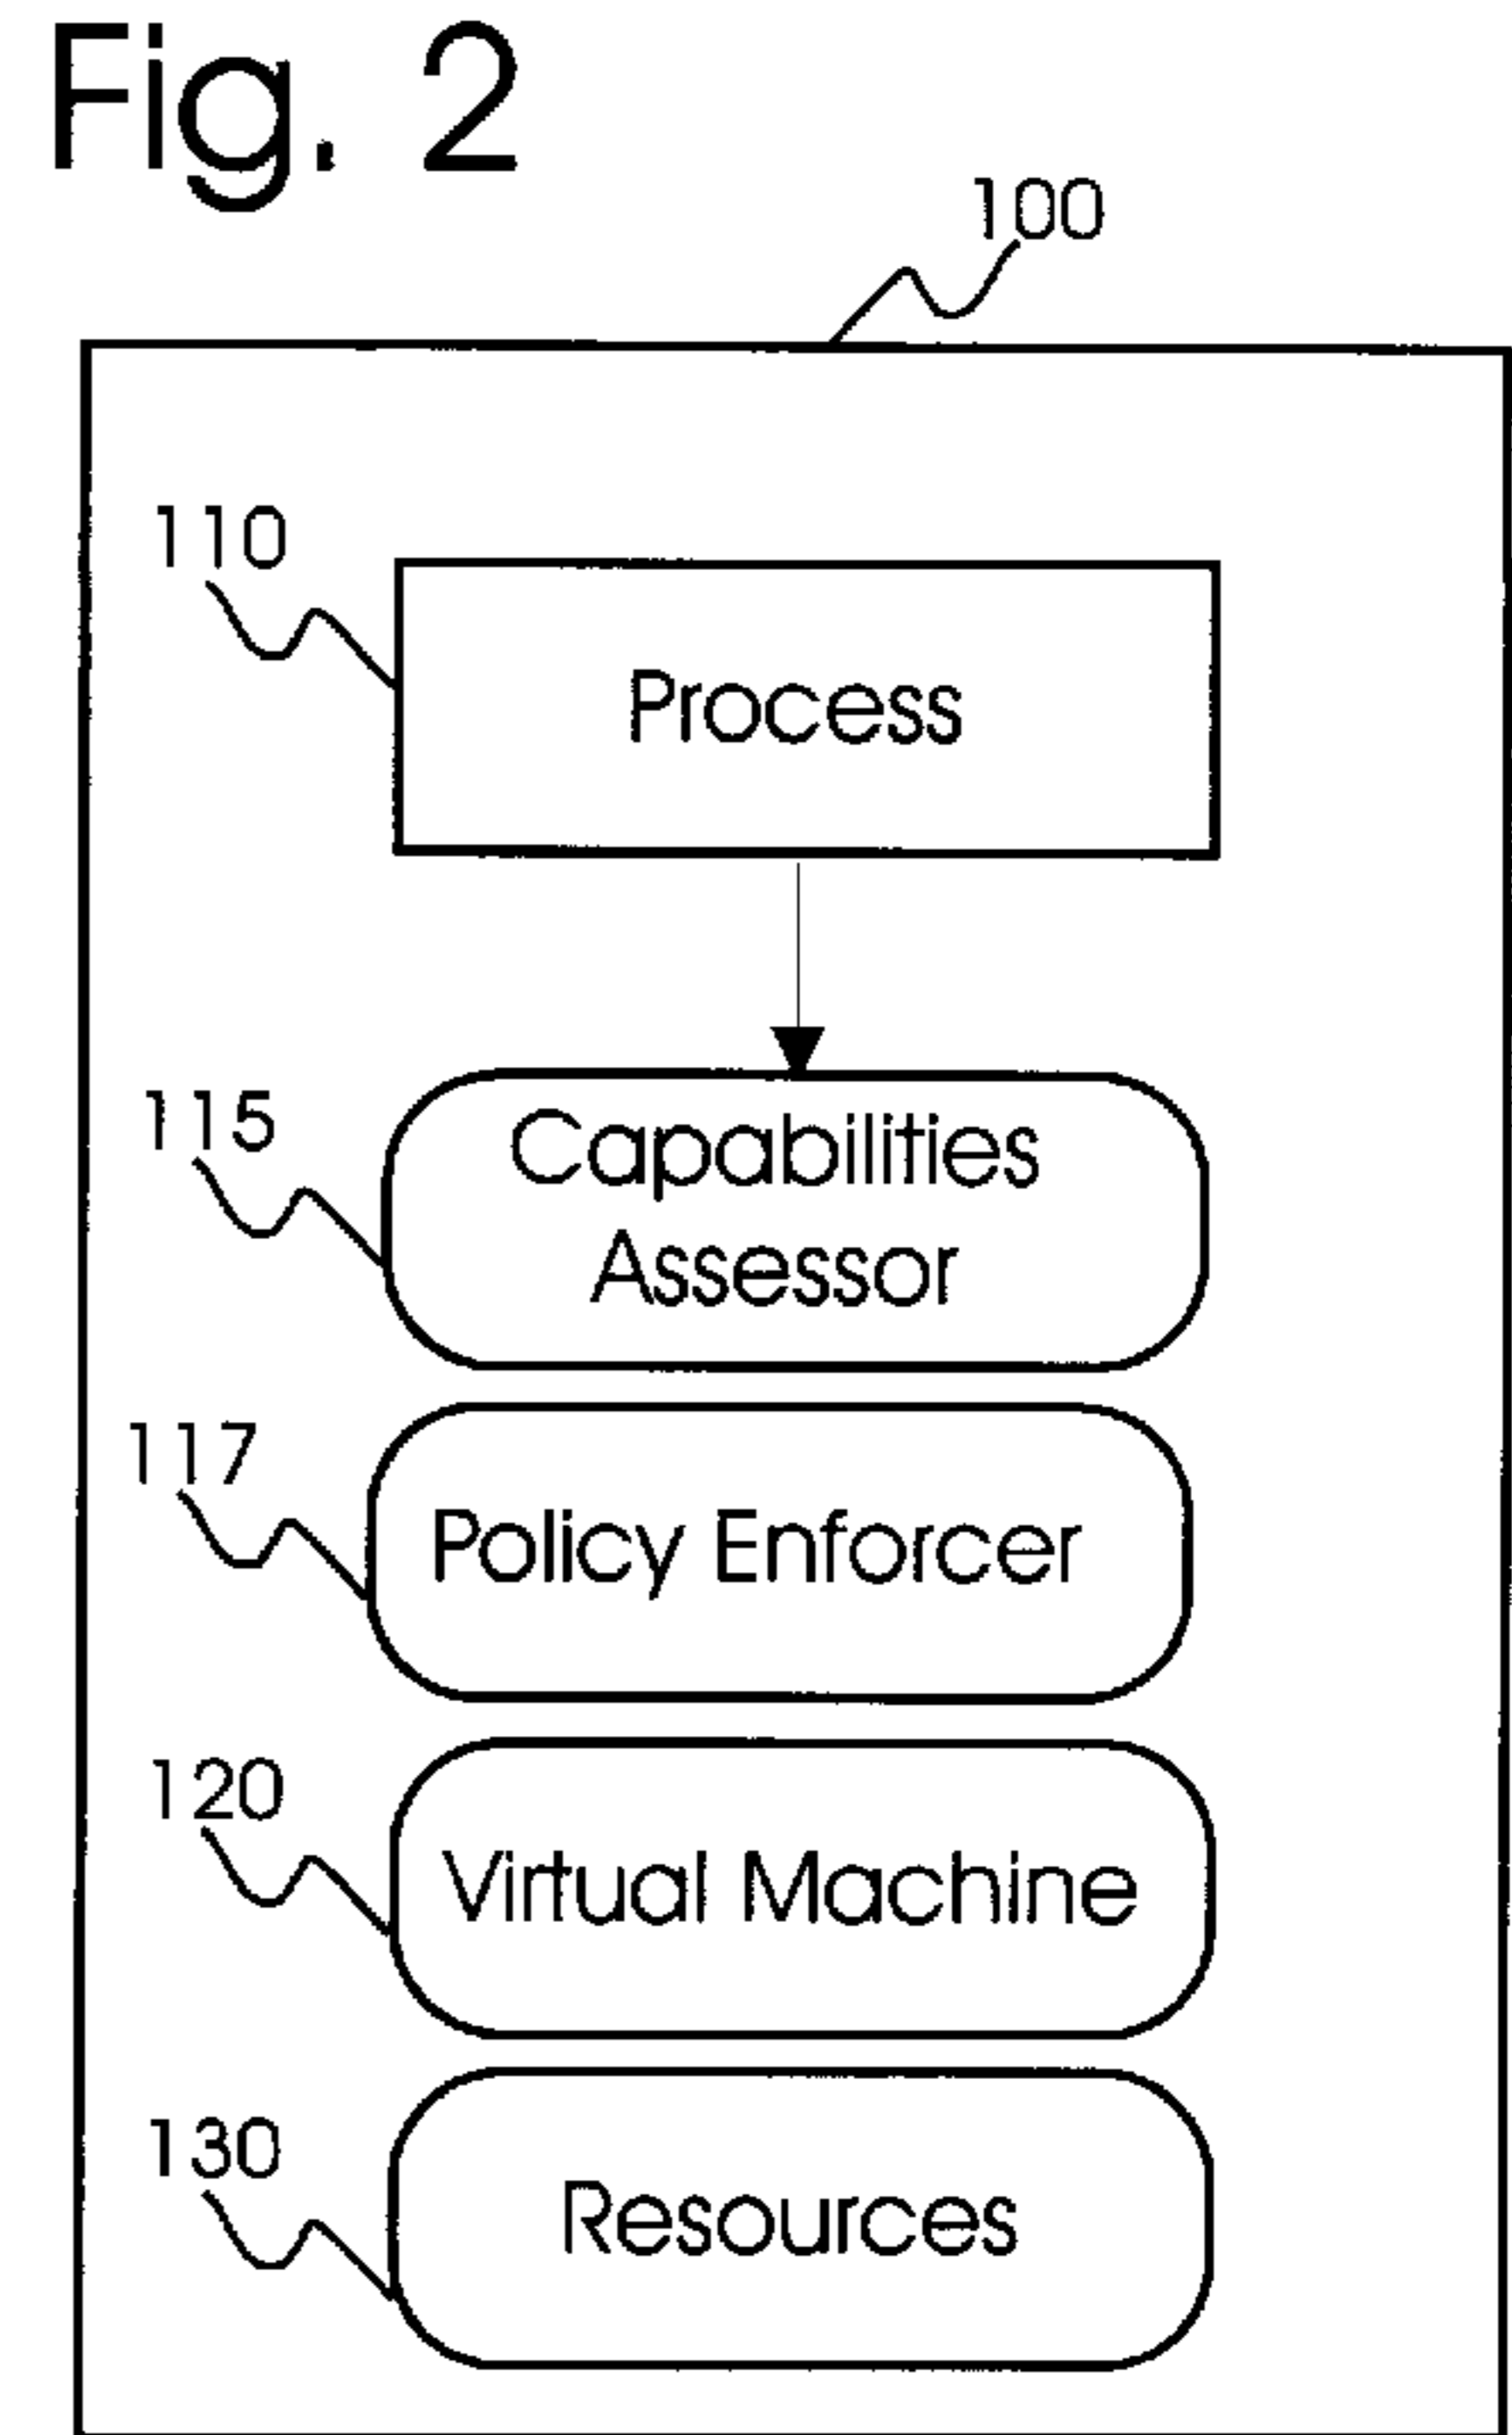 Fig. 2
100
110
Process
115
Capabilities
Assessor
117
Policy Enforcer
120
Virtual Machine
130
Resources